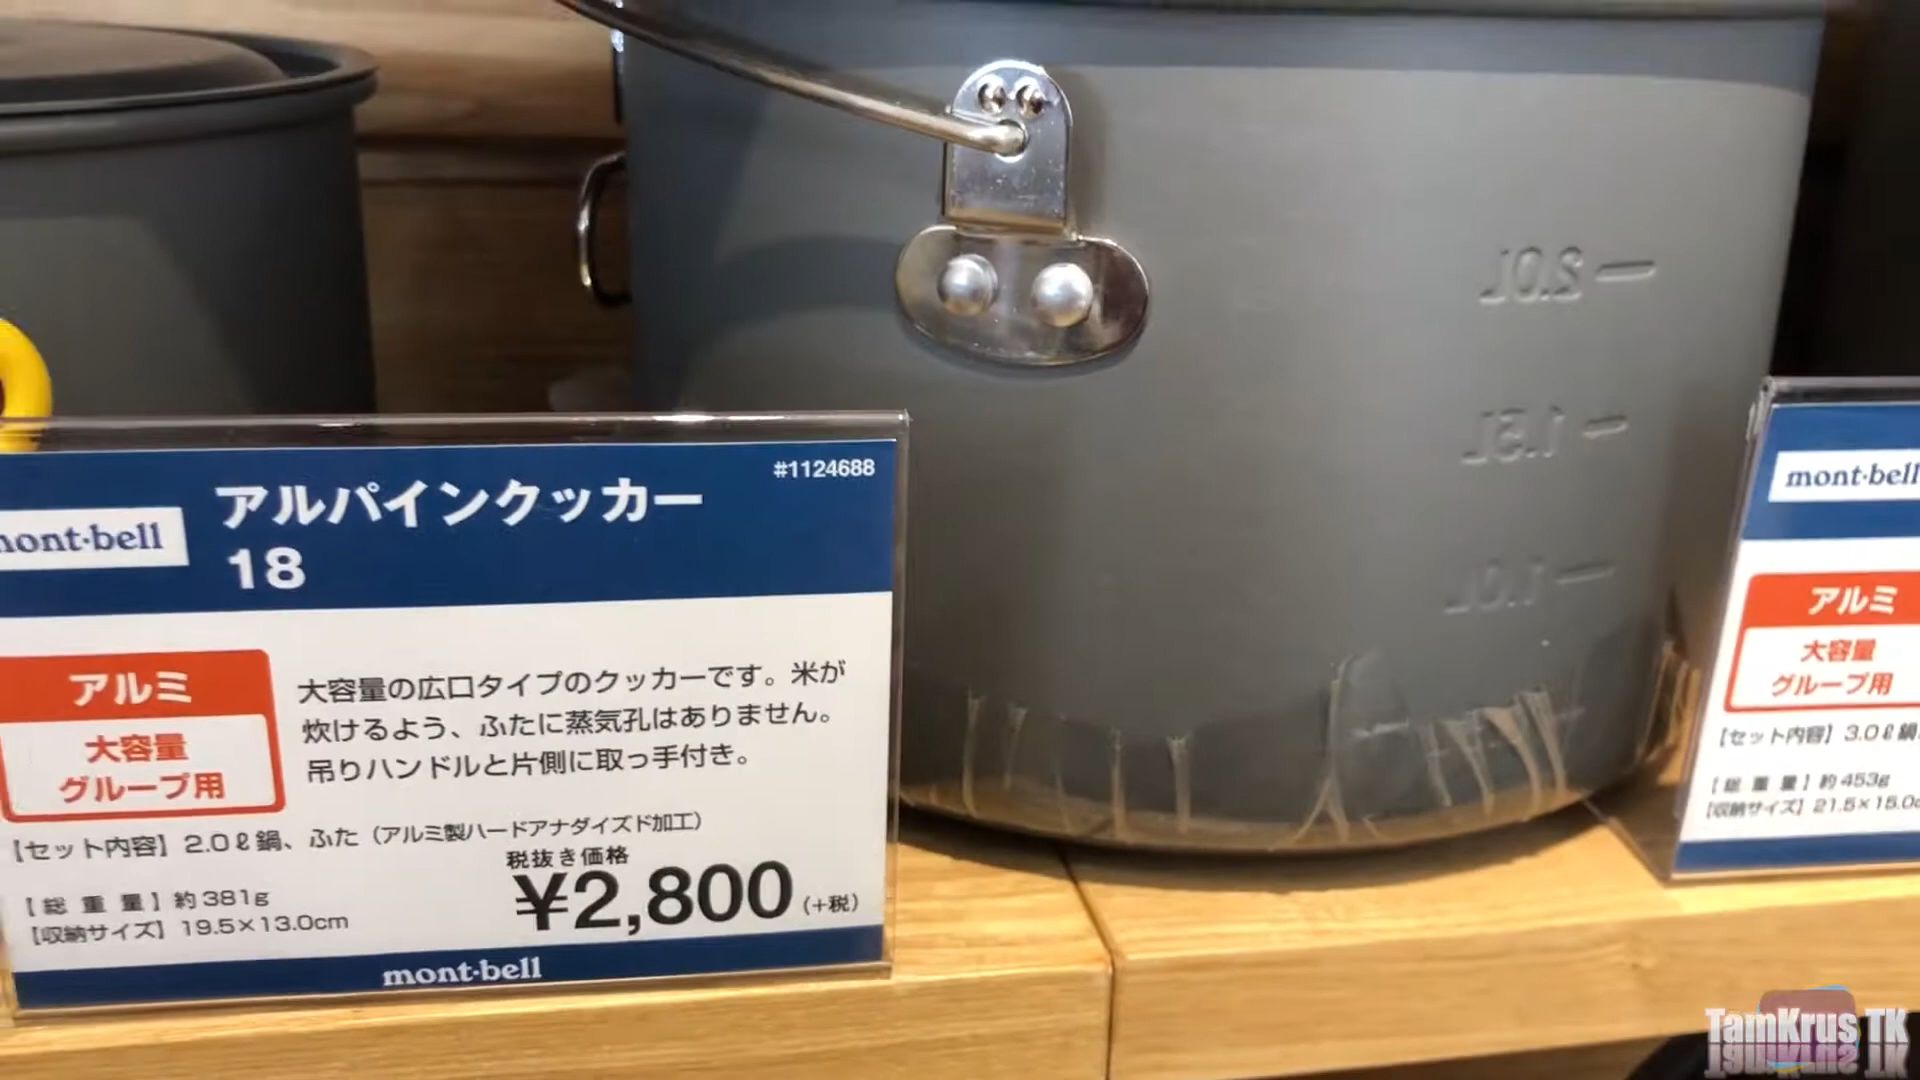 #1124688
mont·bell
アルパインクッカー
18
アルミ
大容量
グループ用
大容量の広口タイプのクッカーです。米が
炊けるよう、ふたに蒸気孔はありません。
吊りハンドルと片側に取っ手付き。
【セット内容】2.0ℓ鍋、ふた（アルミ製ハードアナダイズド加工）
【総重量】約381g
【収納サイズ】19.5×13.0cm
税抜き価格
¥2,800(+税)
mont·bell
2.0L
1.5L
1.0L
mont·bell
アルミ
大容量
グループ用
【セット内容】3.0ℓ鍋
【総重量】約453g
【収納サイズ】21.5×15.0c
TamKrus TK